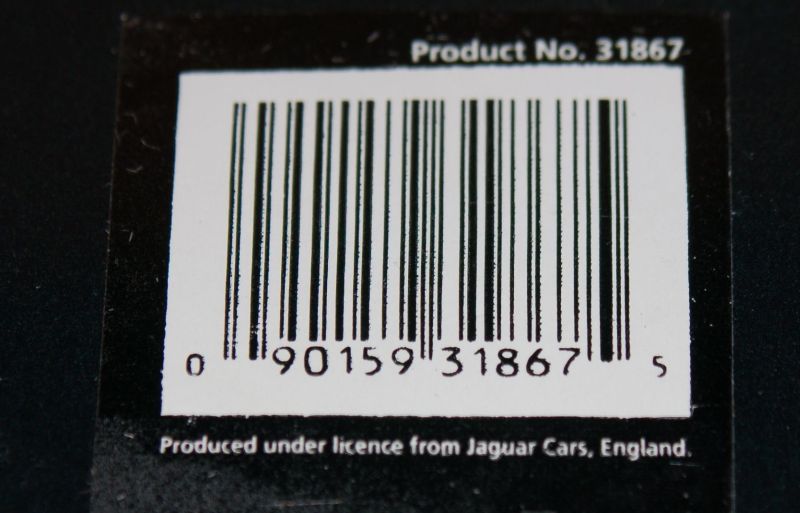 Product No. 31867
0 90159 31867 5
Produced under licence from Jaguar Cars, England.